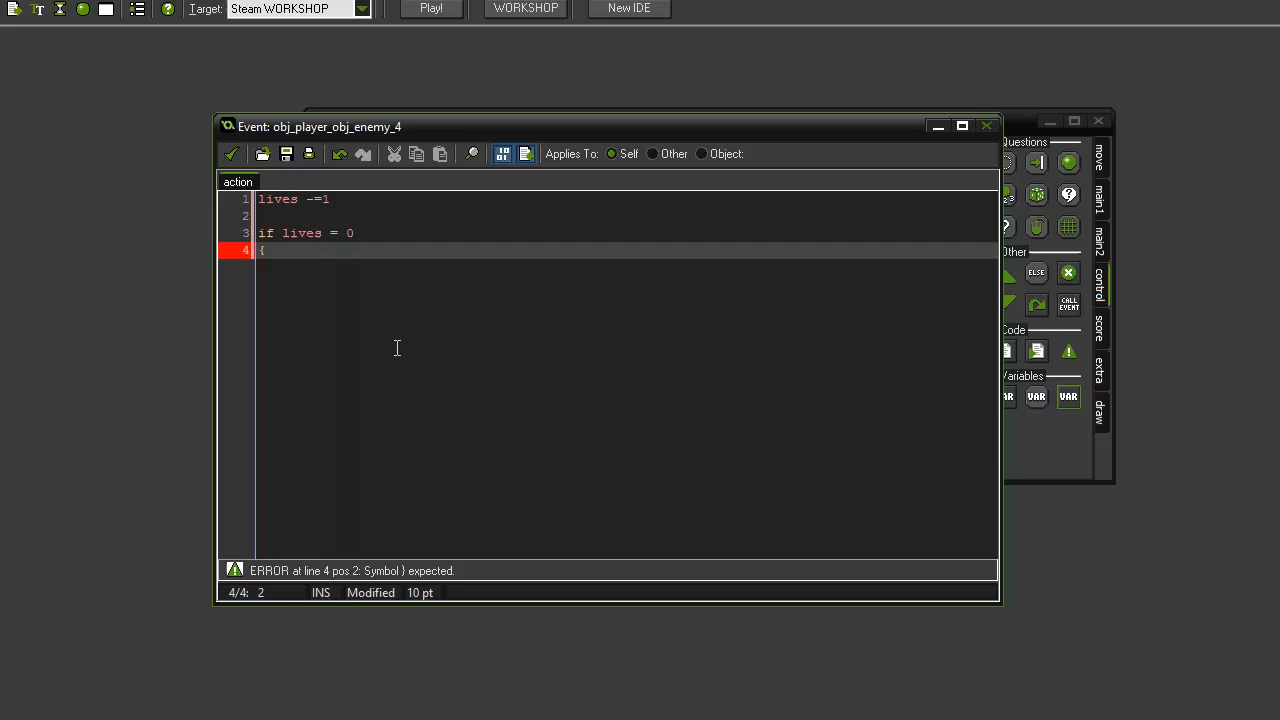 Target: Steam WORKSHOP Play! WORKSHOP New IDE
Event: obj_player_obj_enemy_4
Applies To: Self Other Object:
Questions
move
action
1 lives -=1
main1
2
3 if lives = 0
main2
4 {
Other
ELSE
control
CALL EVENT
Code
score
extra
Variables
VAR VAR
draw
ERROR at line 4 pos 2: Symbol } expected.
4/4: 2 INS Modified 10 pt